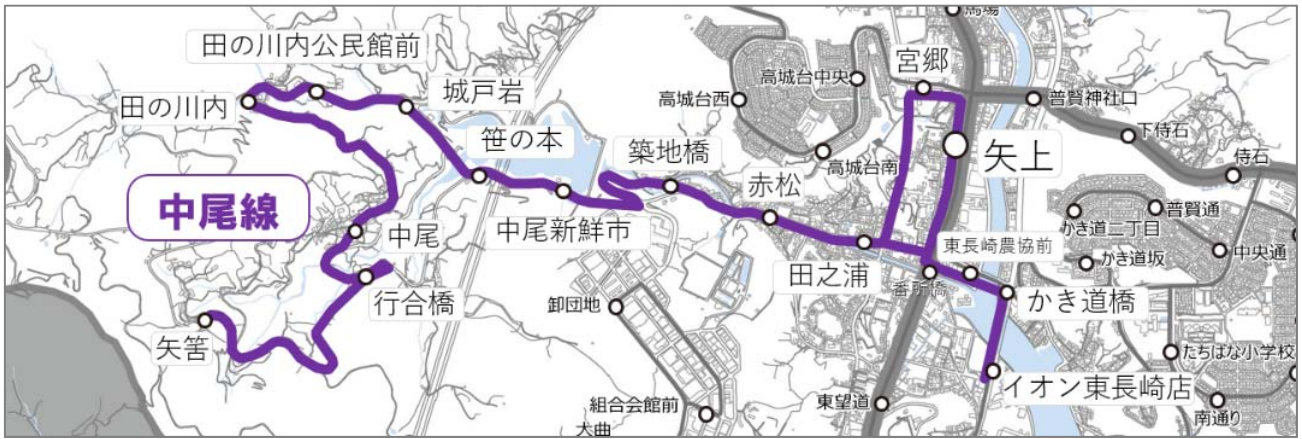 馬場
田の川内公民館前
宮郷
高城台中央
城戸岩
高城台西
普賢神社口
田の川内
下侍石
笹の本
築地橋
矢上
高城台南
侍石
赤松
中尾線
普賢通
かき道二丁目
中尾
中尾新鮮市
東長崎農協前
中央通
かき道坂
田之浦
番所橋
行合橋
かき道橋
卸団地
矢筈
たちばな小学校
イオン東長崎店
組合会館前
東望道
南通り
犬曲